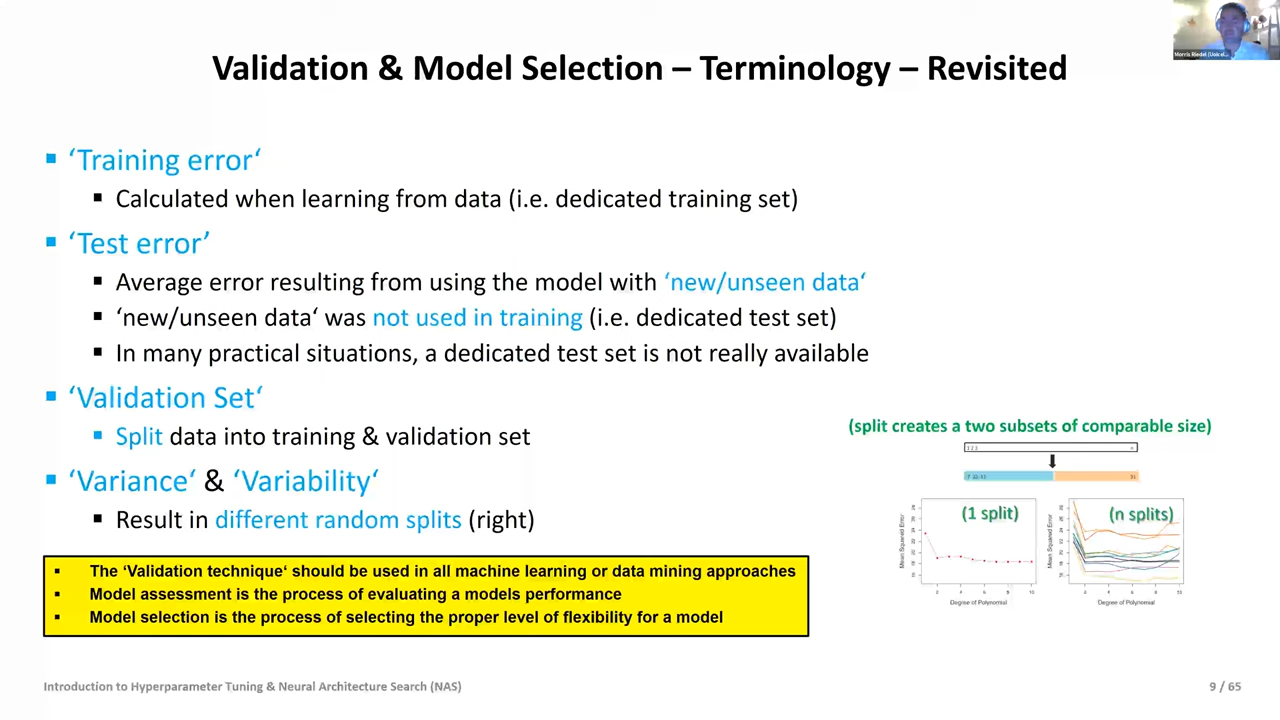 Validation & Model Selection – Terminology – Revisited
‘Training error‘
Calculated when learning from data (i.e. dedicated training set)
‘Test error’
Average error resulting from using the model with ‘new/unseen data‘
‘new/unseen data‘ was not used in training (i.e. dedicated test set)
In many practical situations, a dedicated test set is not really available
‘Validation Set‘
Split data into training & validation set
‘Variance‘ & ‘Variability‘
Result in different random splits (right)
(split creates a two subsets of comparable size)
(1 split)
Mean Squared Error
Degree of Polynomial
(n splits)
Mean Squared Error
Degree of Polynomial
The ‘Validation technique‘ should be used in all machine learning or data mining approaches
Model assessment is the process of evaluating a models performance
Model selection is the process of selecting the proper level of flexibility for a model
Introduction to Hyperparameter Tuning & Neural Architecture Search (NAS)
9 / 65